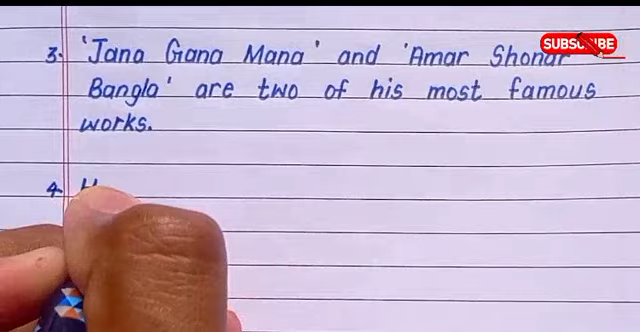 SUBSCRIBE
3. 'Jana Gana Mana' and 'Amar Shonar
Bangla' are two of his most famous
works.
4.